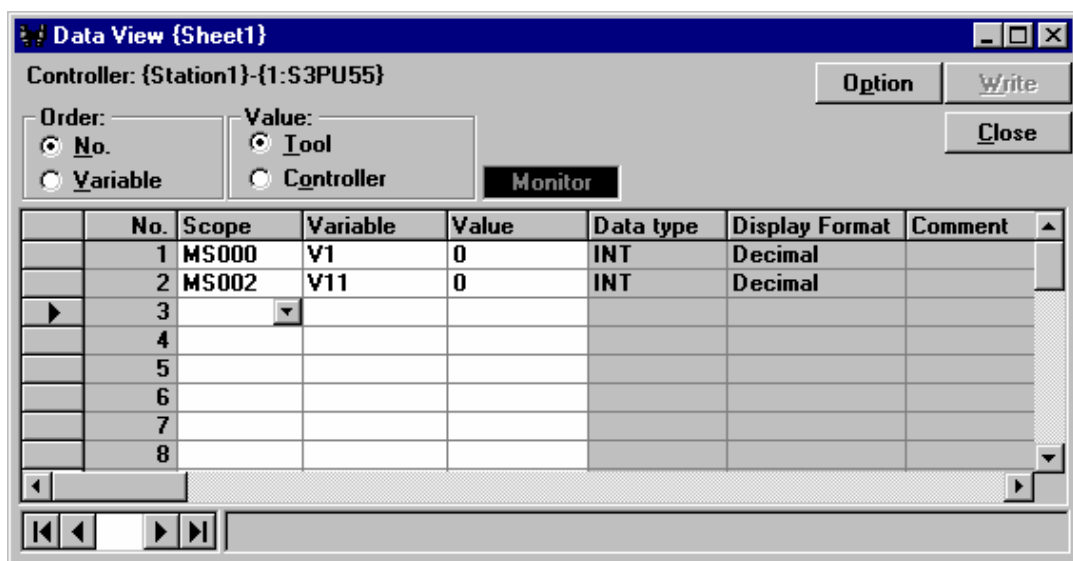 Data View {Sheet1}
Controller: {Station1}-{1:S3PU55}
Option Write
Order: Value:
No. Tool Close
Variable Controller Monitor
No. Scope Variable Value Data type Display Format Comment
1 MS000 V1 0 INT Decimal
2 MS002 V11 0 INT Decimal
3
4
5
6
7
8